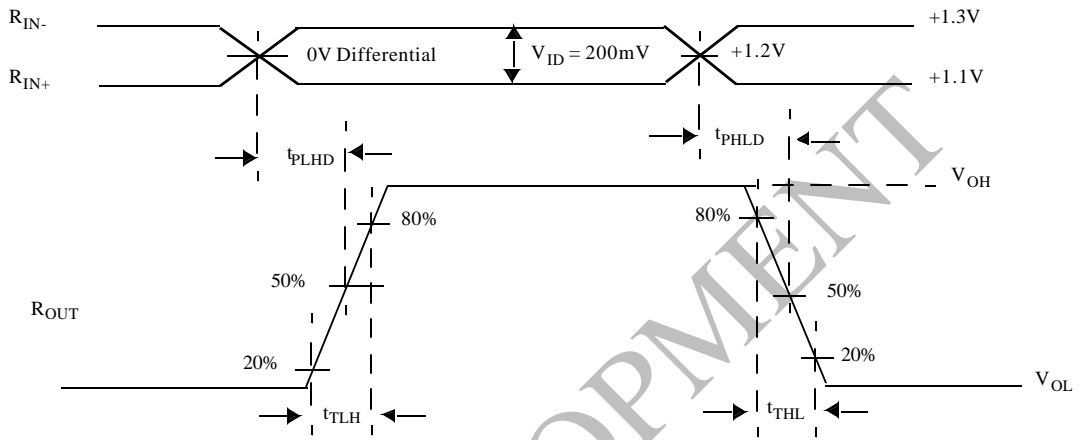 R_IN- +1.3V
0V Differential V_ID = 200mV +1.2V
R_IN+ +1.1V
t_PLHD t_PHLD
V_OH
80% 80%
50% 50%
R_OUT
20% 20%
V_OL
t_TLH t_THL
OPMENT